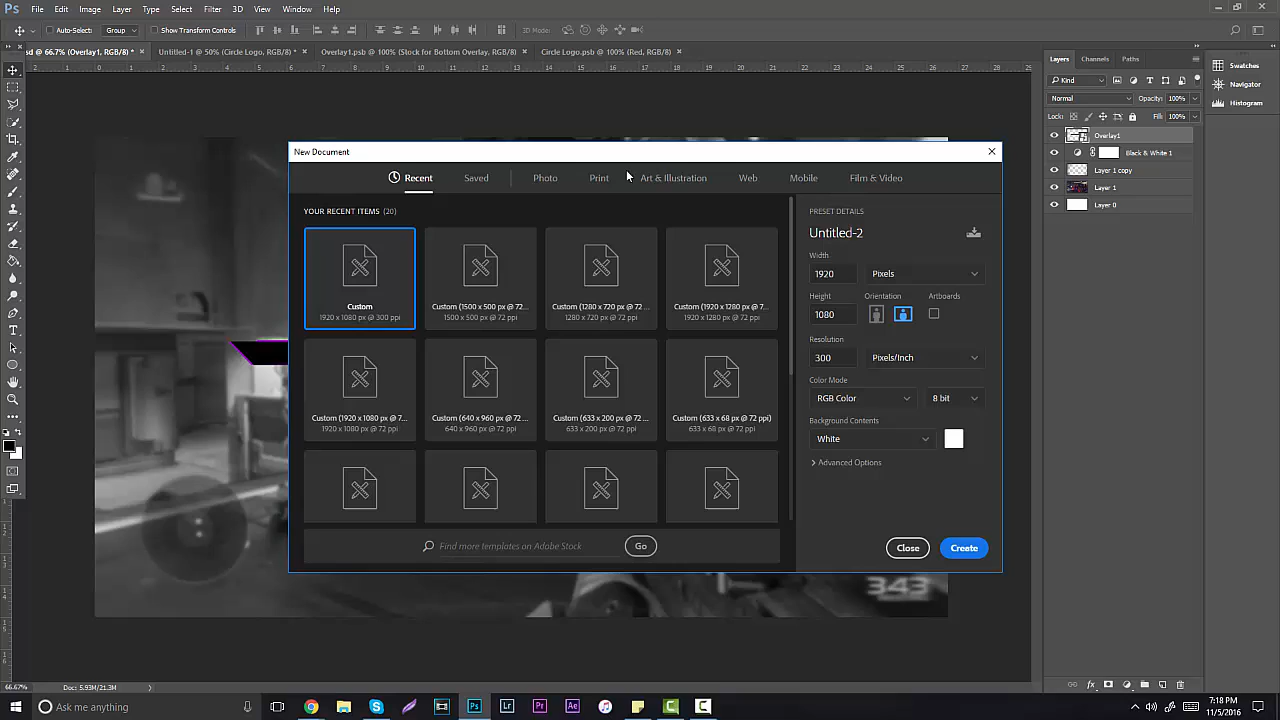 Ps File Edit Image Layer Type Select Filter 3D View Window Help
Auto-Select: Group Show Transform Controls 3D Mode:
sd @ 66.7% (Overlay1, RGB/8) * × Untitled-1 @ 50% (Circle Logo, RGB/8) * × Overlay1.psb @ 100% (Stock for Bottom Overlay, RGB/8) × Circle Logo.psb @ 100% (Red, RGB/8) ×
New Document
Recent Saved Photo Print Art & Illustration Web Mobile Film & Video
YOUR RECENT ITEMS (20)
Custom
1920 x 1080 px @ 300 ppi
Custom (1500 x 500 px @ 72 ...
1500 x 500 px @ 72 ppi
Custom (1280 x 720 px @ 72 ...
1280 x 720 px @ 72 ppi
Custom (1920 x 1280 px @ 7...
1920 x 1280 px @ 72 ppi
Custom (1920 x 1080 px @ 7...
1920 x 1080 px @ 72 ppi
Custom (640 x 960 px @ 72 ...
640 x 960 px @ 72 ppi
Custom (633 x 200 px @ 72 ...
633 x 200 px @ 72 ppi
Custom (633 x 68 px @ 72 ppi)
633 x 68 px @ 72 ppi
Find more templates on Adobe Stock Go
PRESET DETAILS
Untitled-2
Width
1920 Pixels
Height Orientation Artboards
1080
Resolution
300 Pixels/Inch
Color Mode
RGB Color 8 bit
Background Contents
White
Advanced Options
Close Create
343
Layers Channels Paths
Kind
Normal Opacity: 100%
Lock: Fill: 100%
Overlay1
Black & White 1
Layer 1 copy
Layer 1
Layer 0
Swatches
Navigator
Histogram
66.67% Doc: 5.93M/21.3M
Ask me anything
Ps Lr Pr Ae
7:18 PM
11/5/2016